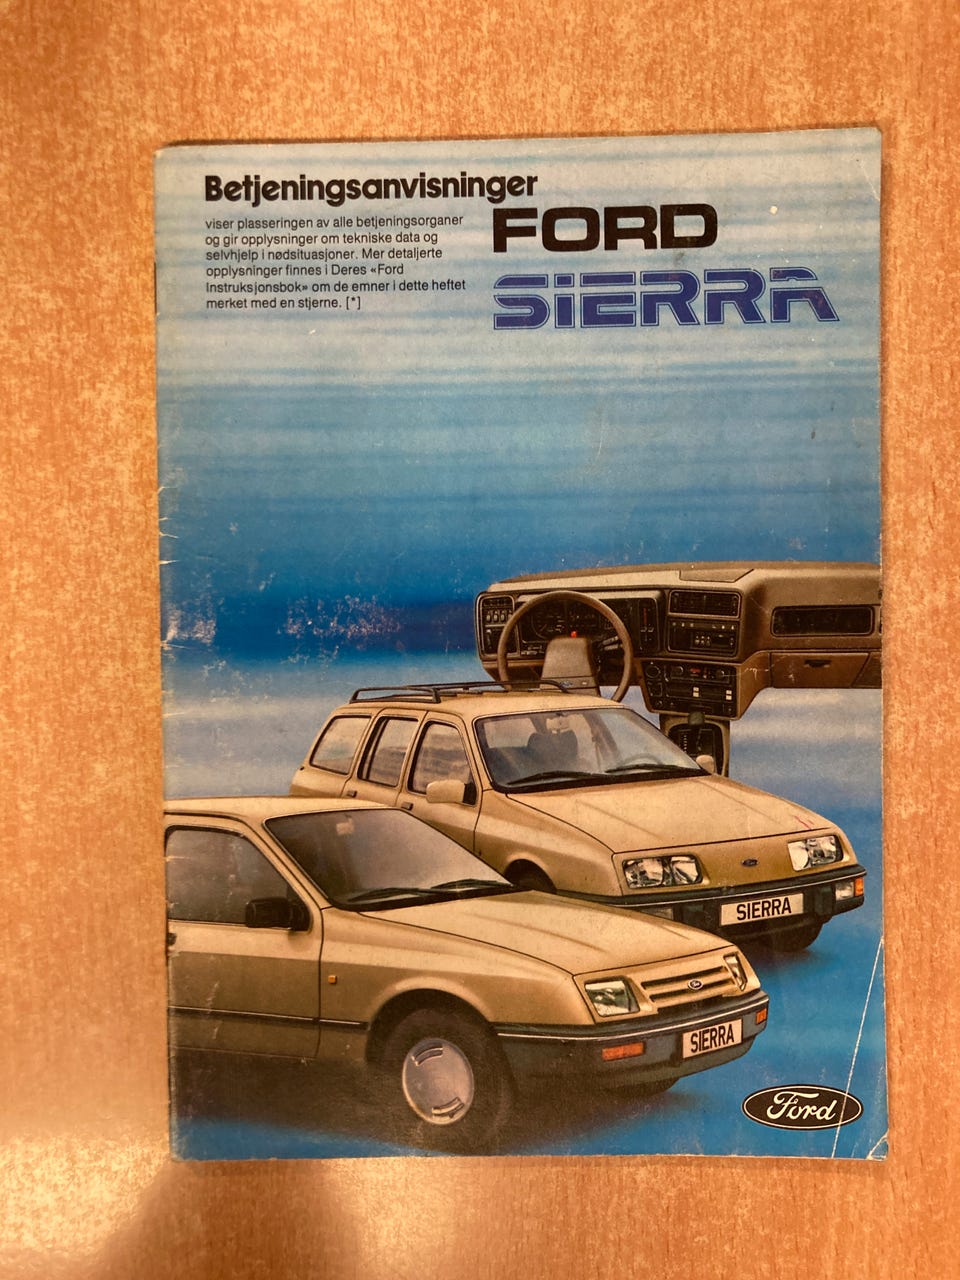 Betjeningsanvisninger
viser plasseringen av alle betjeningsorganer
og gir opplysninger om tekniske data og
selvhjelp i nødsituasjoner. Mer detaljerte
opplysninger finnes i Deres «Ford
Instruksjonsbok» om de emner i dette heftet
merket med en stjerne. [*]
FORD
SIERRA
SIERRA
SIERRA
Ford